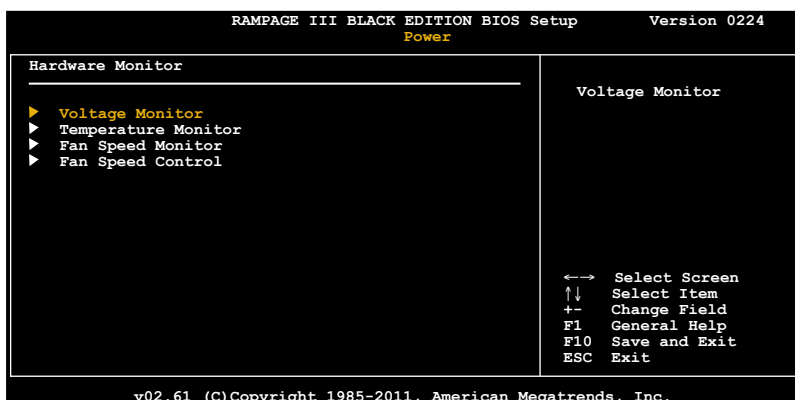 RAMPAGE III BLACK EDITION BIOS Setup Version 0224
Power
Hardware Monitor
Voltage Monitor
Temperature Monitor
Fan Speed Monitor
Fan Speed Control
Voltage Monitor
←→ Select Screen
↑↓ Select Item
+- Change Field
F1 General Help
F10 Save and Exit
ESC Exit
v02.61 (C)Copyright 1985-2011, American Megatrends, Inc.